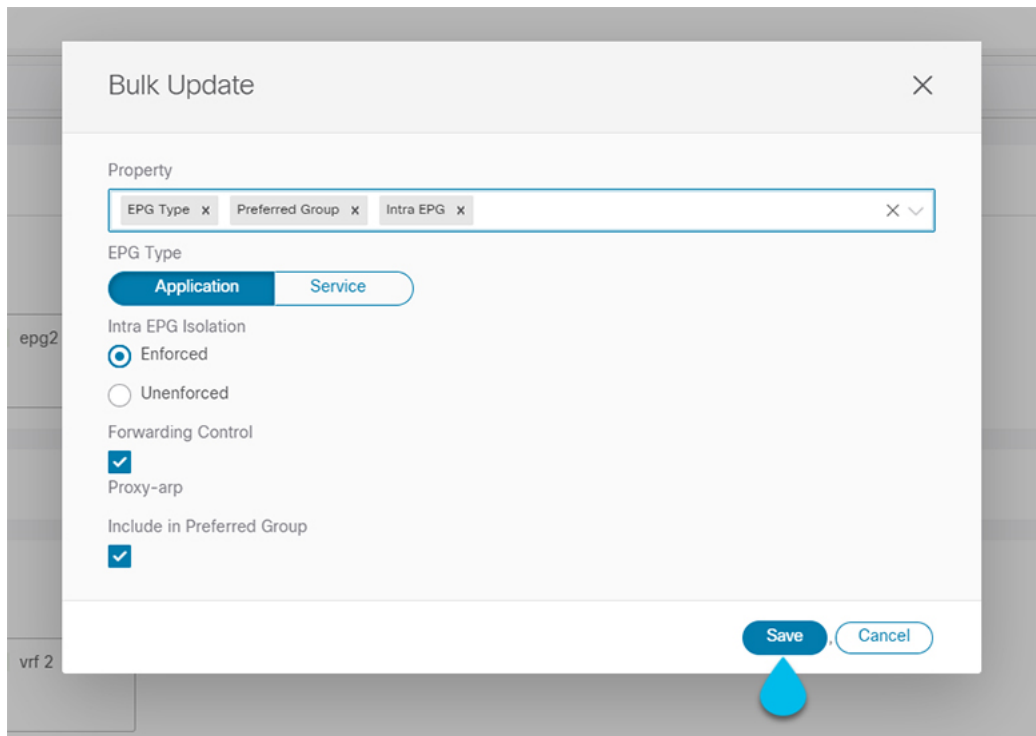 Bulk Update
Property
EPG Type x Preferred Group x Intra EPG x
EPG Type
Application Service
Intra EPG Isolation
Enforced
epg2
Unenforced
Forwarding Control
Proxy-arp
Include in Preferred Group
Save , Cancel
vrf 2